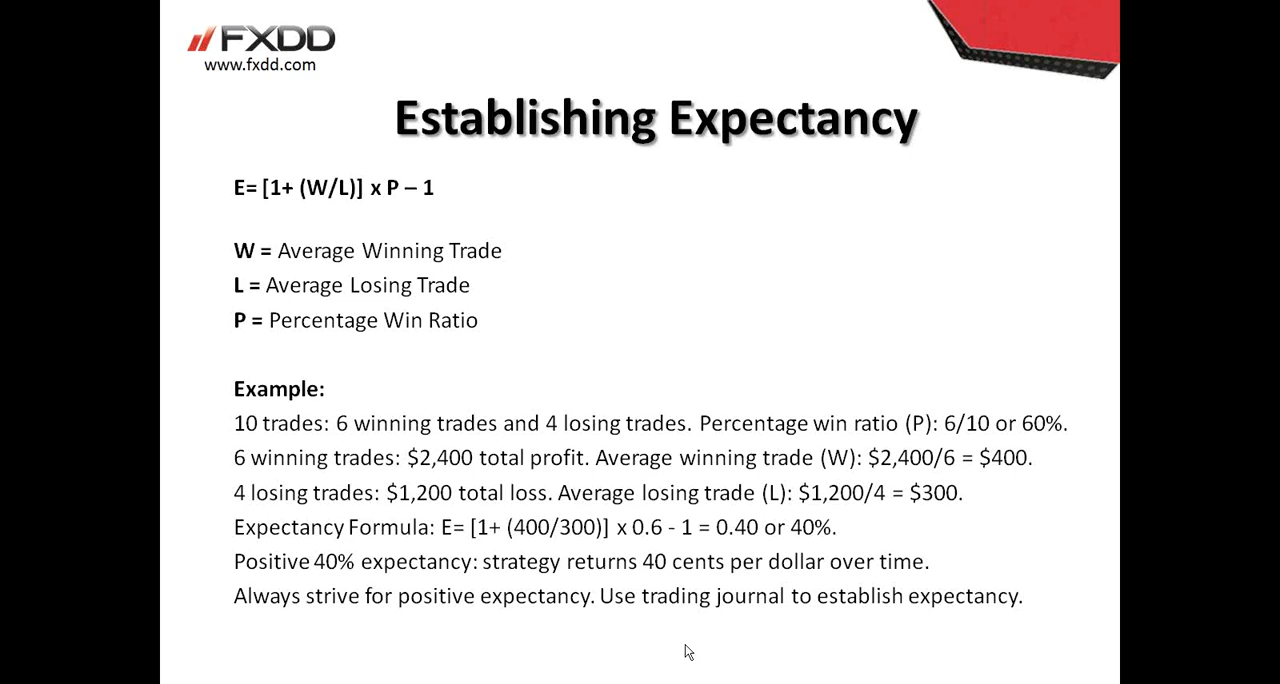 FXDD
www.fxdd.com
Establishing Expectancy
E= [1+ (W/L)] x P – 1
W = Average Winning Trade
L = Average Losing Trade
P = Percentage Win Ratio
Example:
10 trades: 6 winning trades and 4 losing trades. Percentage win ratio (P): 6/10 or 60%.
6 winning trades: $2,400 total profit. Average winning trade (W): $2,400/6 = $400.
4 losing trades: $1,200 total loss. Average losing trade (L): $1,200/4 = $300.
Expectancy Formula: E= [1+ (400/300)] x 0.6 - 1 = 0.40 or 40%.
Positive 40% expectancy: strategy returns 40 cents per dollar over time.
Always strive for positive expectancy. Use trading journal to establish expectancy.